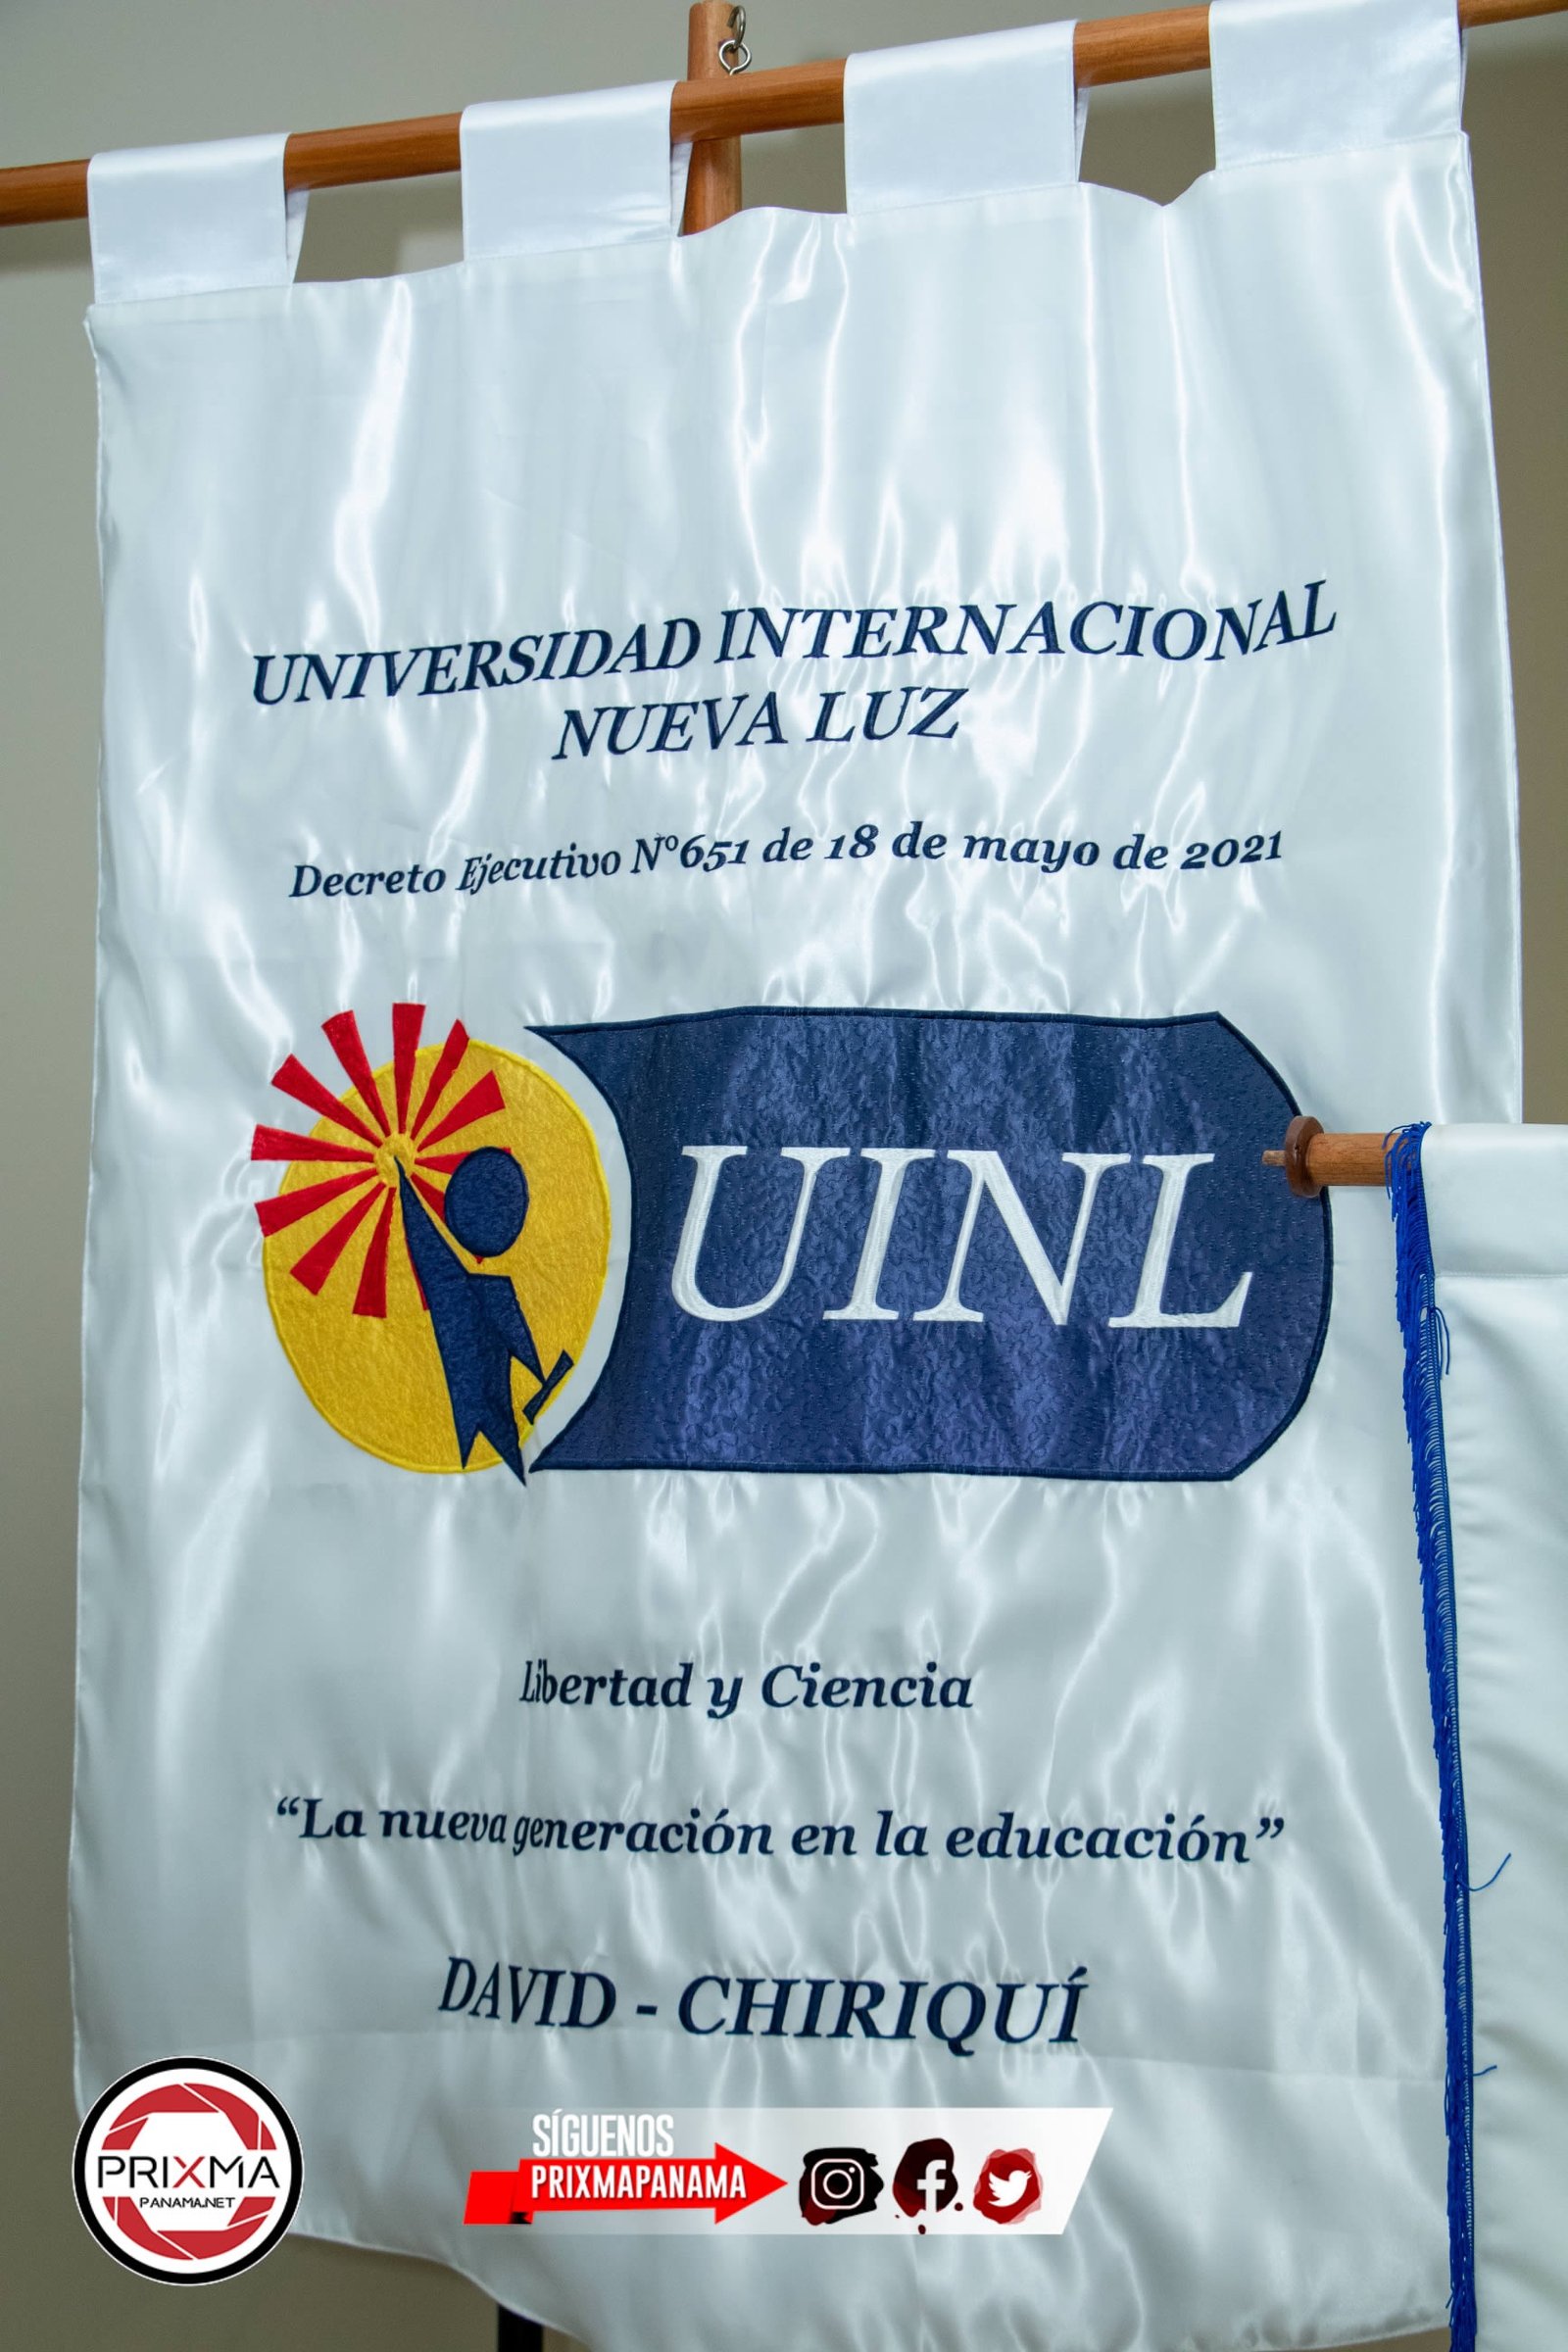 UNIVERSIDAD INTERNACIONAL
NUEVA LUZ
Decreto Ejecutivo N°651 de 18 de mayo de 2021
UINL
Libertad y Ciencia
“La nueva generación en la educación”
DAVID - CHIRIQUÍ
PRIXMA
PANAMA.NET
SÍGUENOS
PRIXMAPANAMA